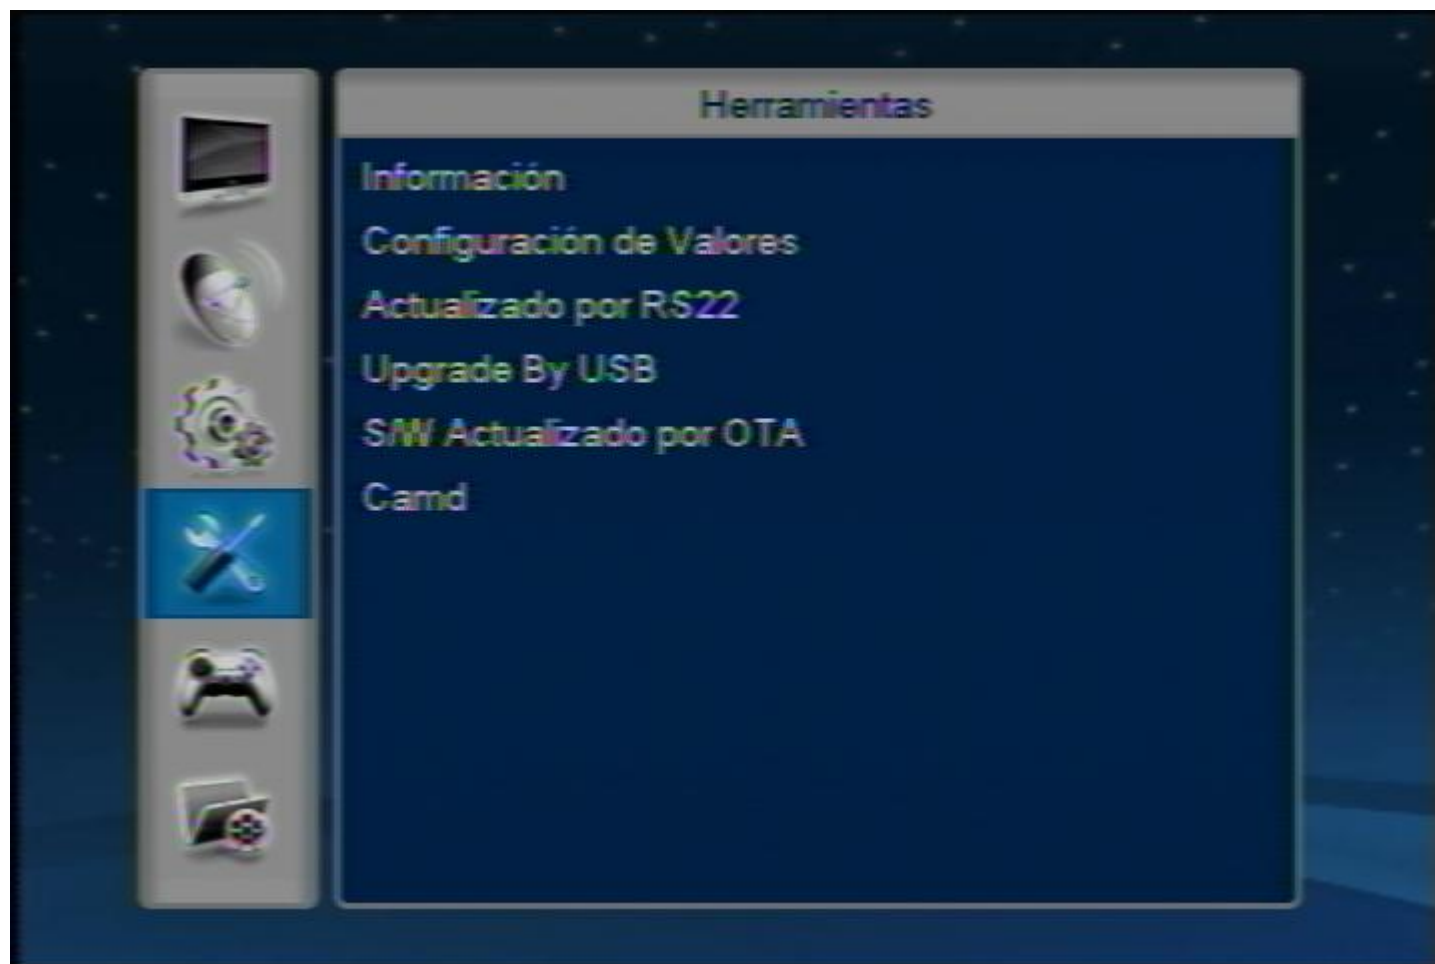 Herramientas
Información
Configuración de Valores
Actualizado por RS22
Upgrade By USB
S/W Actualizado por OTA
Camd